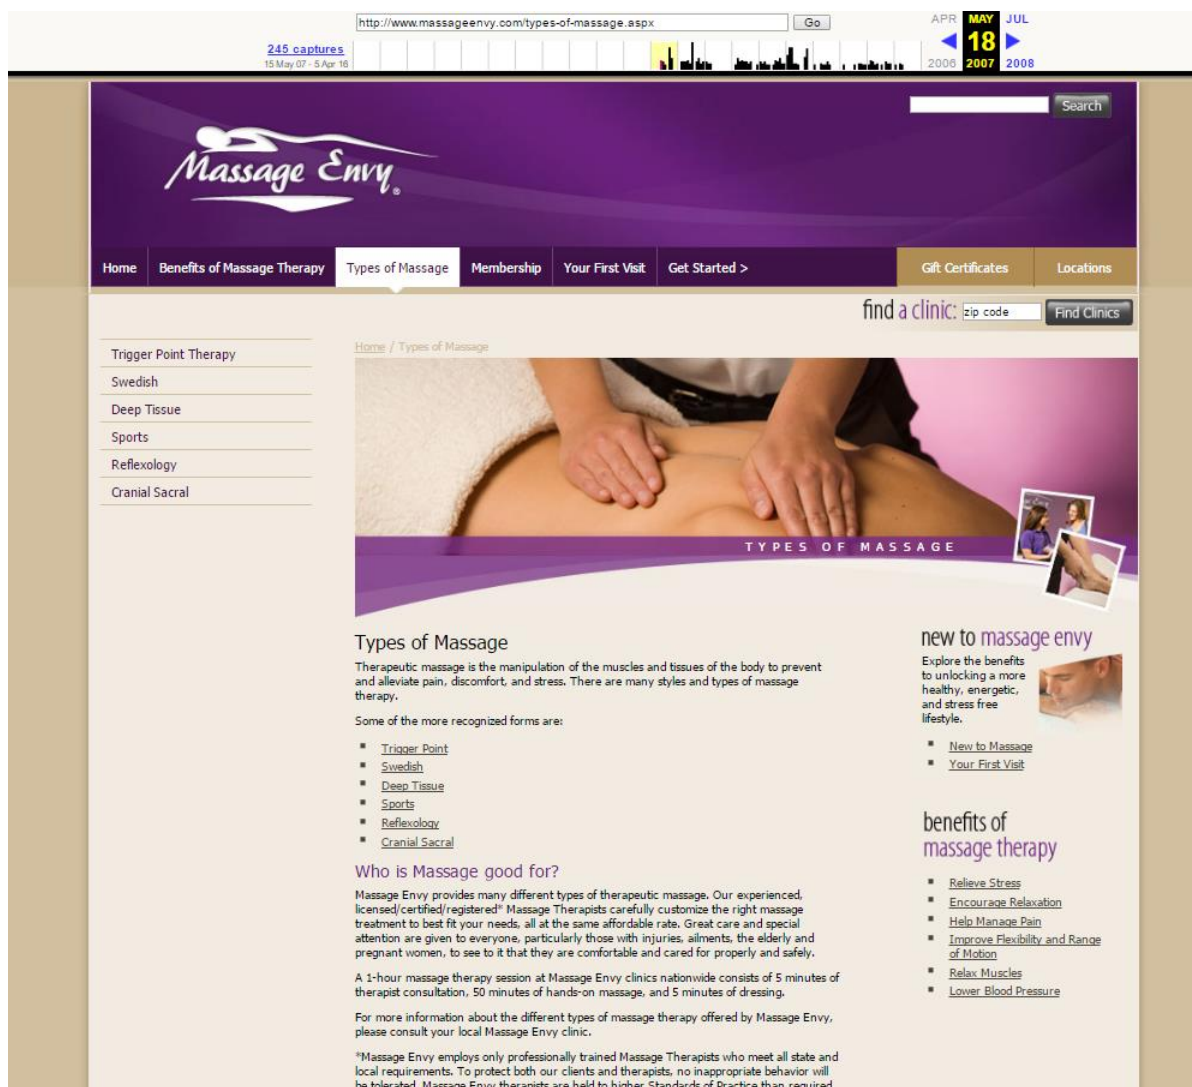 http://www.massageenvy.com/types-of-massage.aspx
Go
APR MAY JUL
245 captures
18
15 May 07 - 5 Apr 16
2006 2007 2008
Search
Massage Envy®
Home
Benefits of Massage Therapy
Types of Massage
Membership
Your First Visit
Get Started >
Gift Certificates
Locations
find a clinic: zip code Find Clinics
Trigger Point Therapy
Swedish
Deep Tissue
Sports
Reflexology
Cranial Sacral
Home / Types of Massage
TYPES OF MASSAGE
Types of Massage
Therapeutic massage is the manipulation of the muscles and tissues of the body to prevent
and alleviate pain, discomfort, and stress. There are many styles and types of massage
therapy.
Some of the more recognized forms are:
Trigger Point
Swedish
Deep Tissue
Sports
Reflexology
Cranial Sacral
Who is Massage good for?
Massage Envy provides many different types of therapeutic massage. Our experienced,
licensed/certified/registered* Massage Therapists carefully customize the right massage
treatment to best fit your needs, all at the same affordable rate. Great care and special
attention are given to everyone, particularly those with injuries, ailments, the elderly and
pregnant women, to see to it that they are comfortable and cared for properly and safely.
A 1-hour massage therapy session at Massage Envy clinics nationwide consists of 5 minutes of
therapist consultation, 50 minutes of hands-on massage, and 5 minutes of dressing.
For more information about the different types of massage therapy offered by Massage Envy,
please consult your local Massage Envy clinic.
*Massage Envy employs only professionally trained Massage Therapists who meet all state and
local requirements. To protect both our clients and therapists, no inappropriate behavior will
be tolerated. Massage Envy therapists are held to higher Standards of Practice than required
new to massage envy
Explore the benefits
to unlocking a more
healthy, energetic,
and stress free
lifestyle.
New to Massage
Your First Visit
benefits of
massage therapy
Relieve Stress
Encourage Relaxation
Help Manage Pain
Improve Flexibility and Range
of Motion
Relax Muscles
Lower Blood Pressure